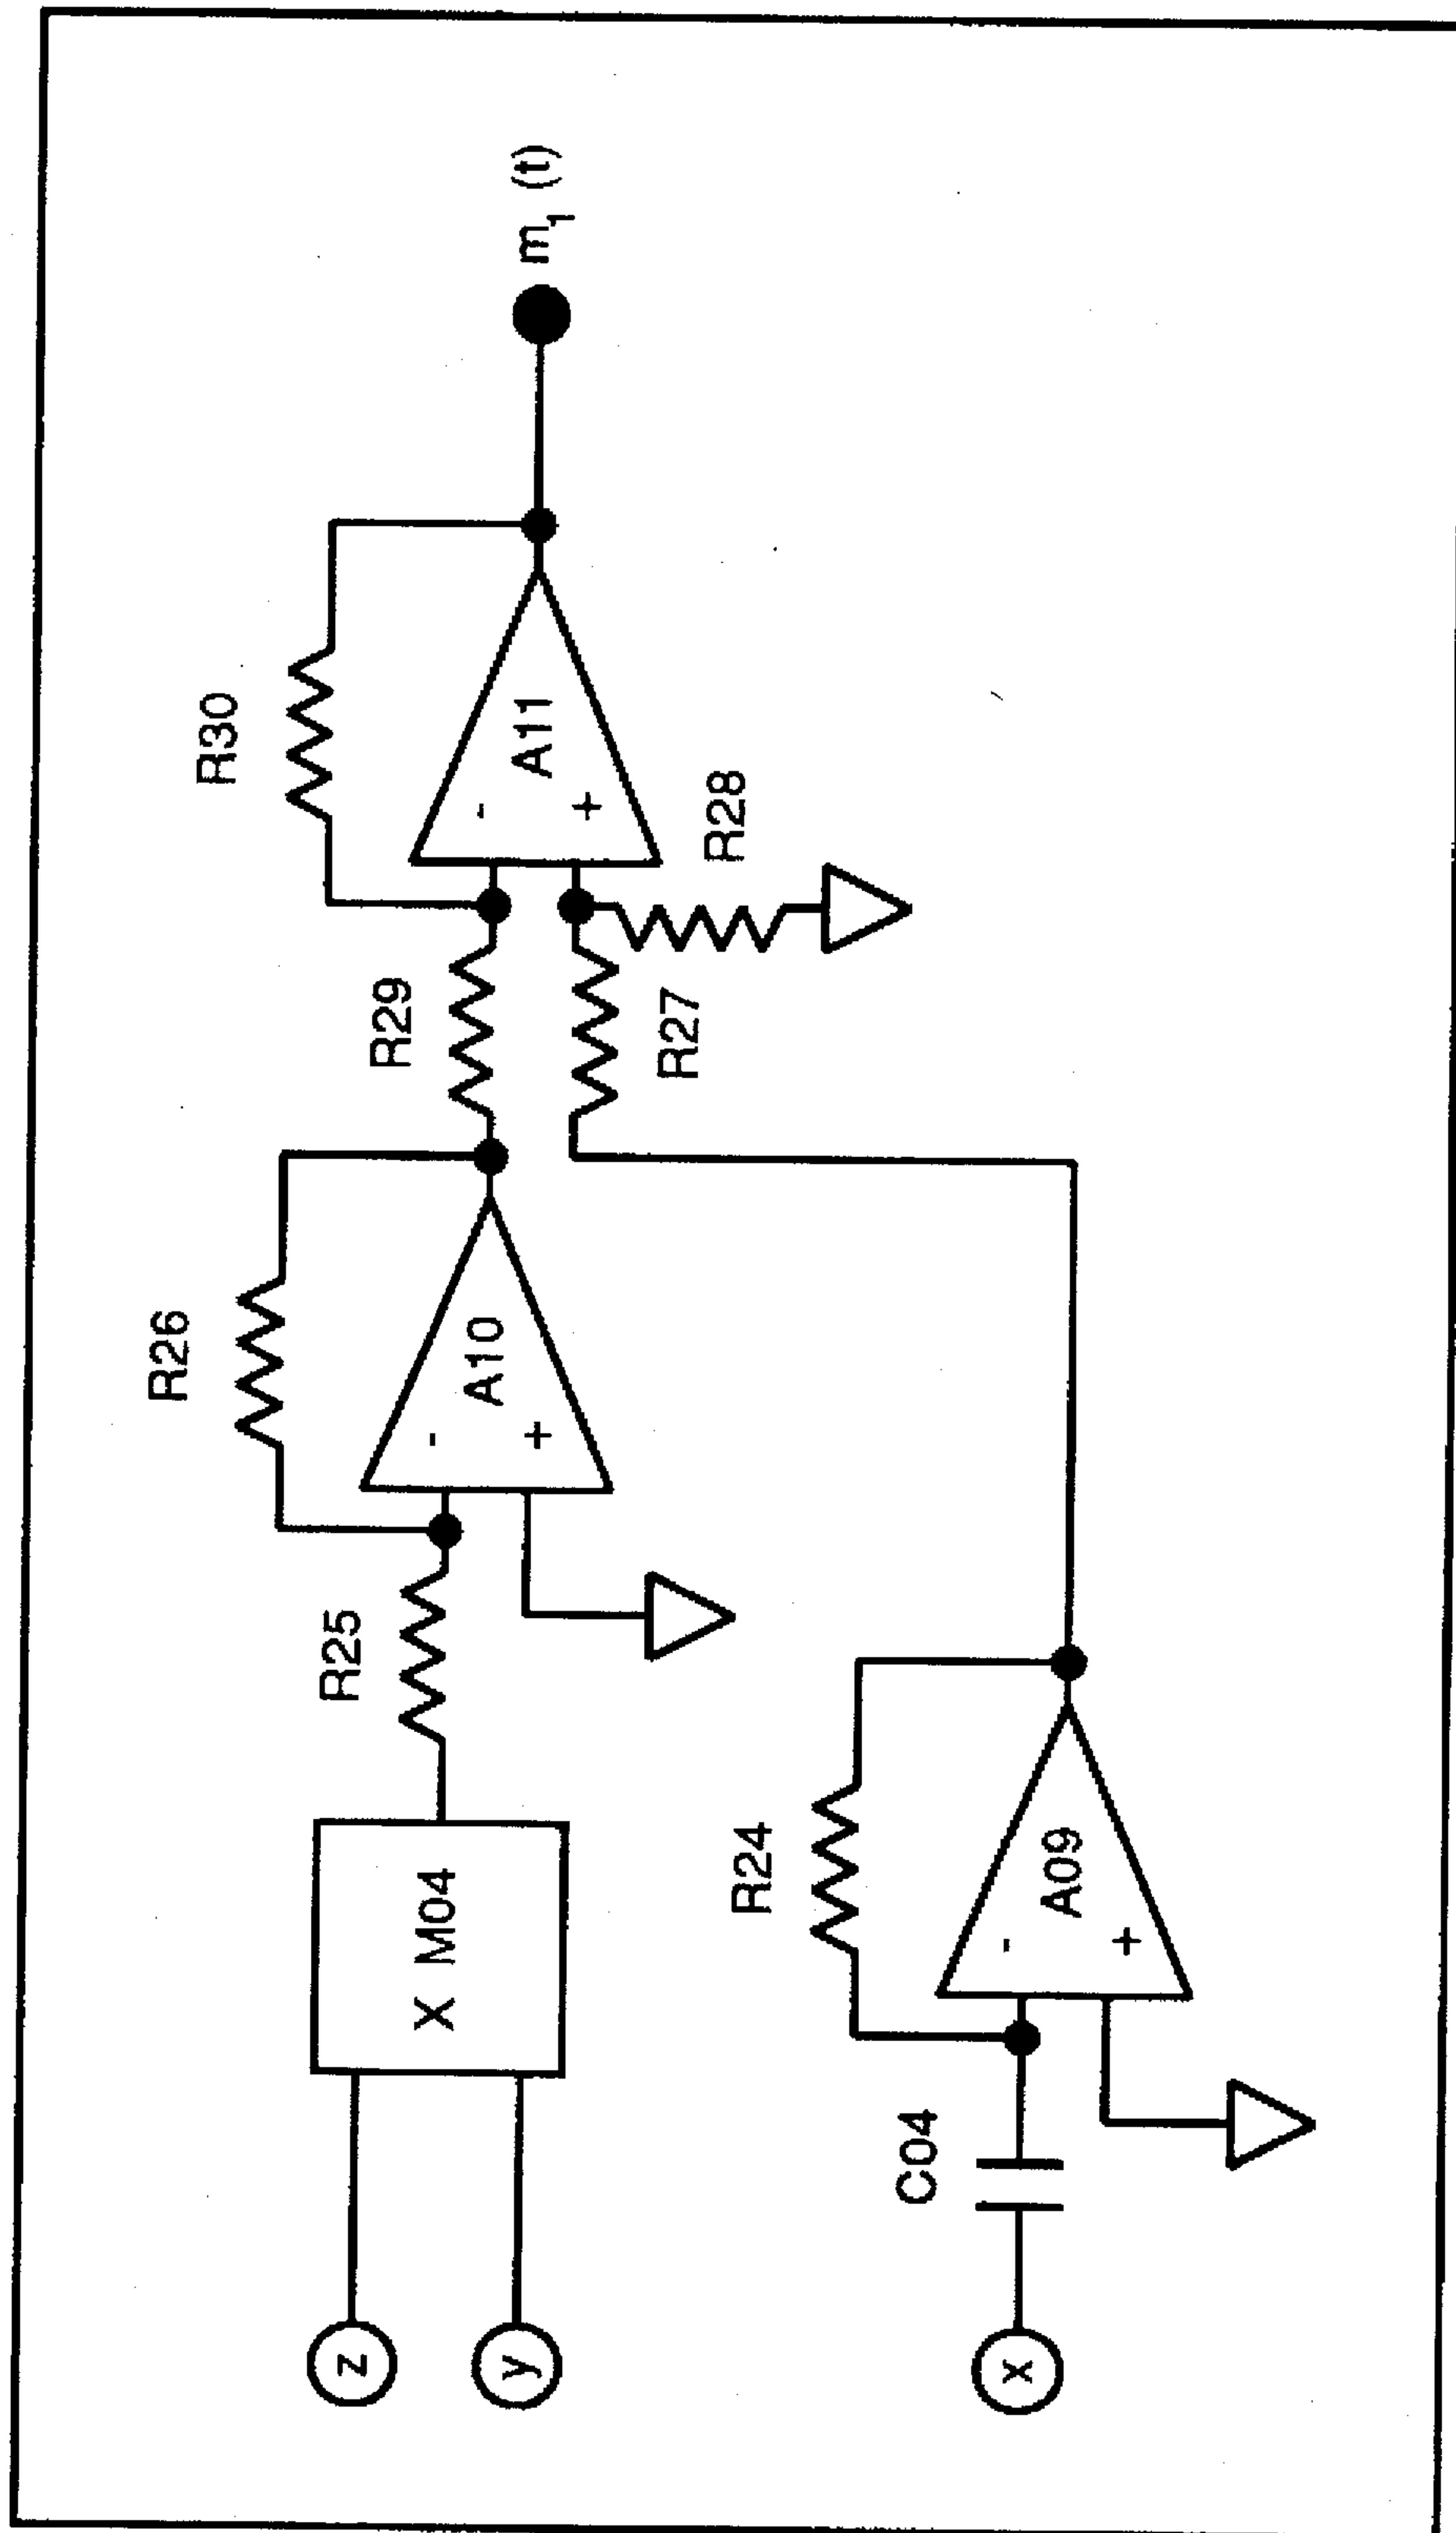 R30
R26
R29
R25
-
A11
+
m₁ (t)
-
A10
+
R27
R28
z
y
X M04
R24
C04
-
A09
+
x